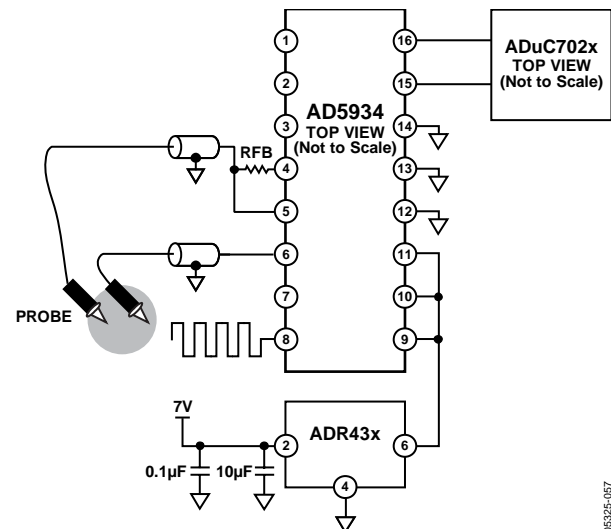 1
2
3
4
5
6
7
8
16
15
14
13
12
11
10
9
AD5934
TOP VIEW
(Not to Scale)
ADuC702x
TOP VIEW
(Not to Scale)
RFB
PROBE
7V
0.1µF
10µF
2
ADR43x
6
4
05325-057